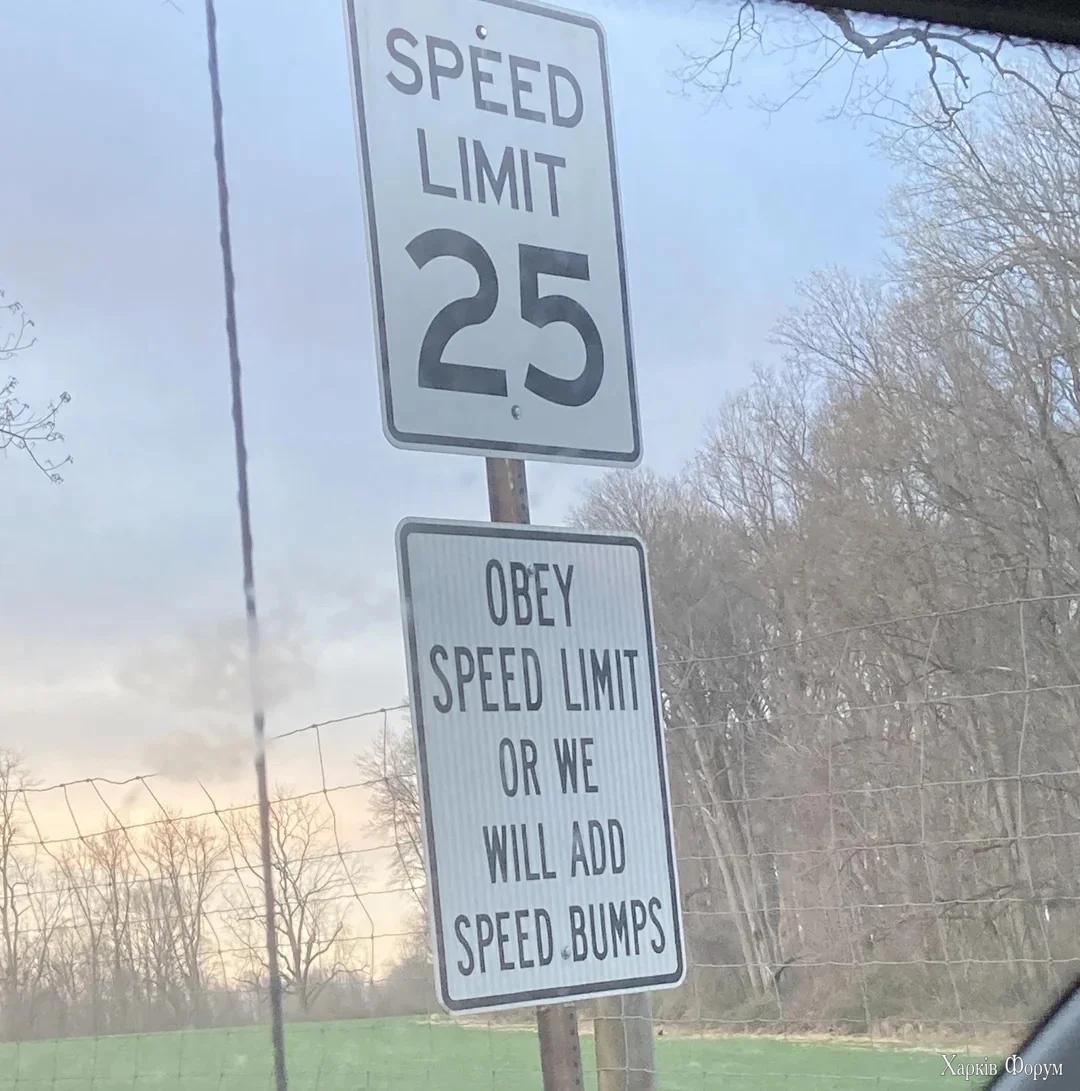 SPEED
LIMIT
25
OBEY
SPEED LIMIT
OR WE
WILL ADD
SPEED BUMPS
Харків Форум